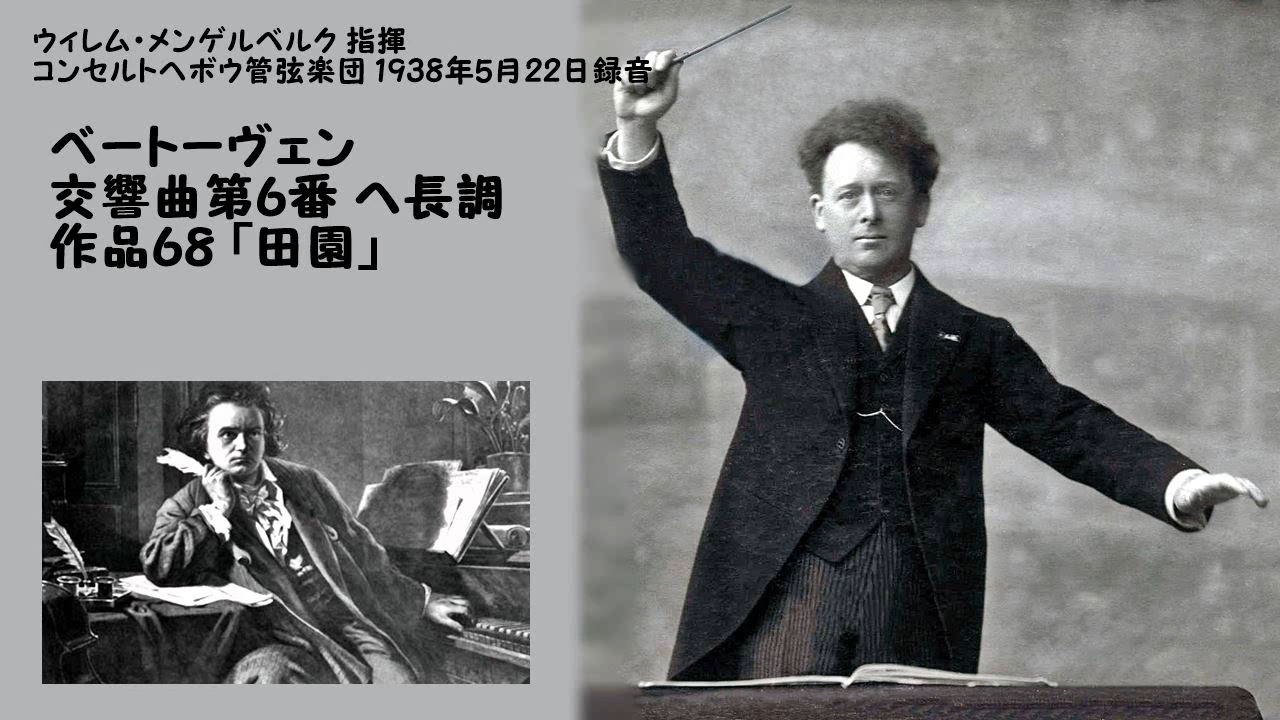 ウィレム・メンゲルベルク 指揮
コンセルトヘボウ管弦楽団 1938年5月22日録音
ベートーヴェン
交響曲第6番 ヘ長調
作品68「田園」